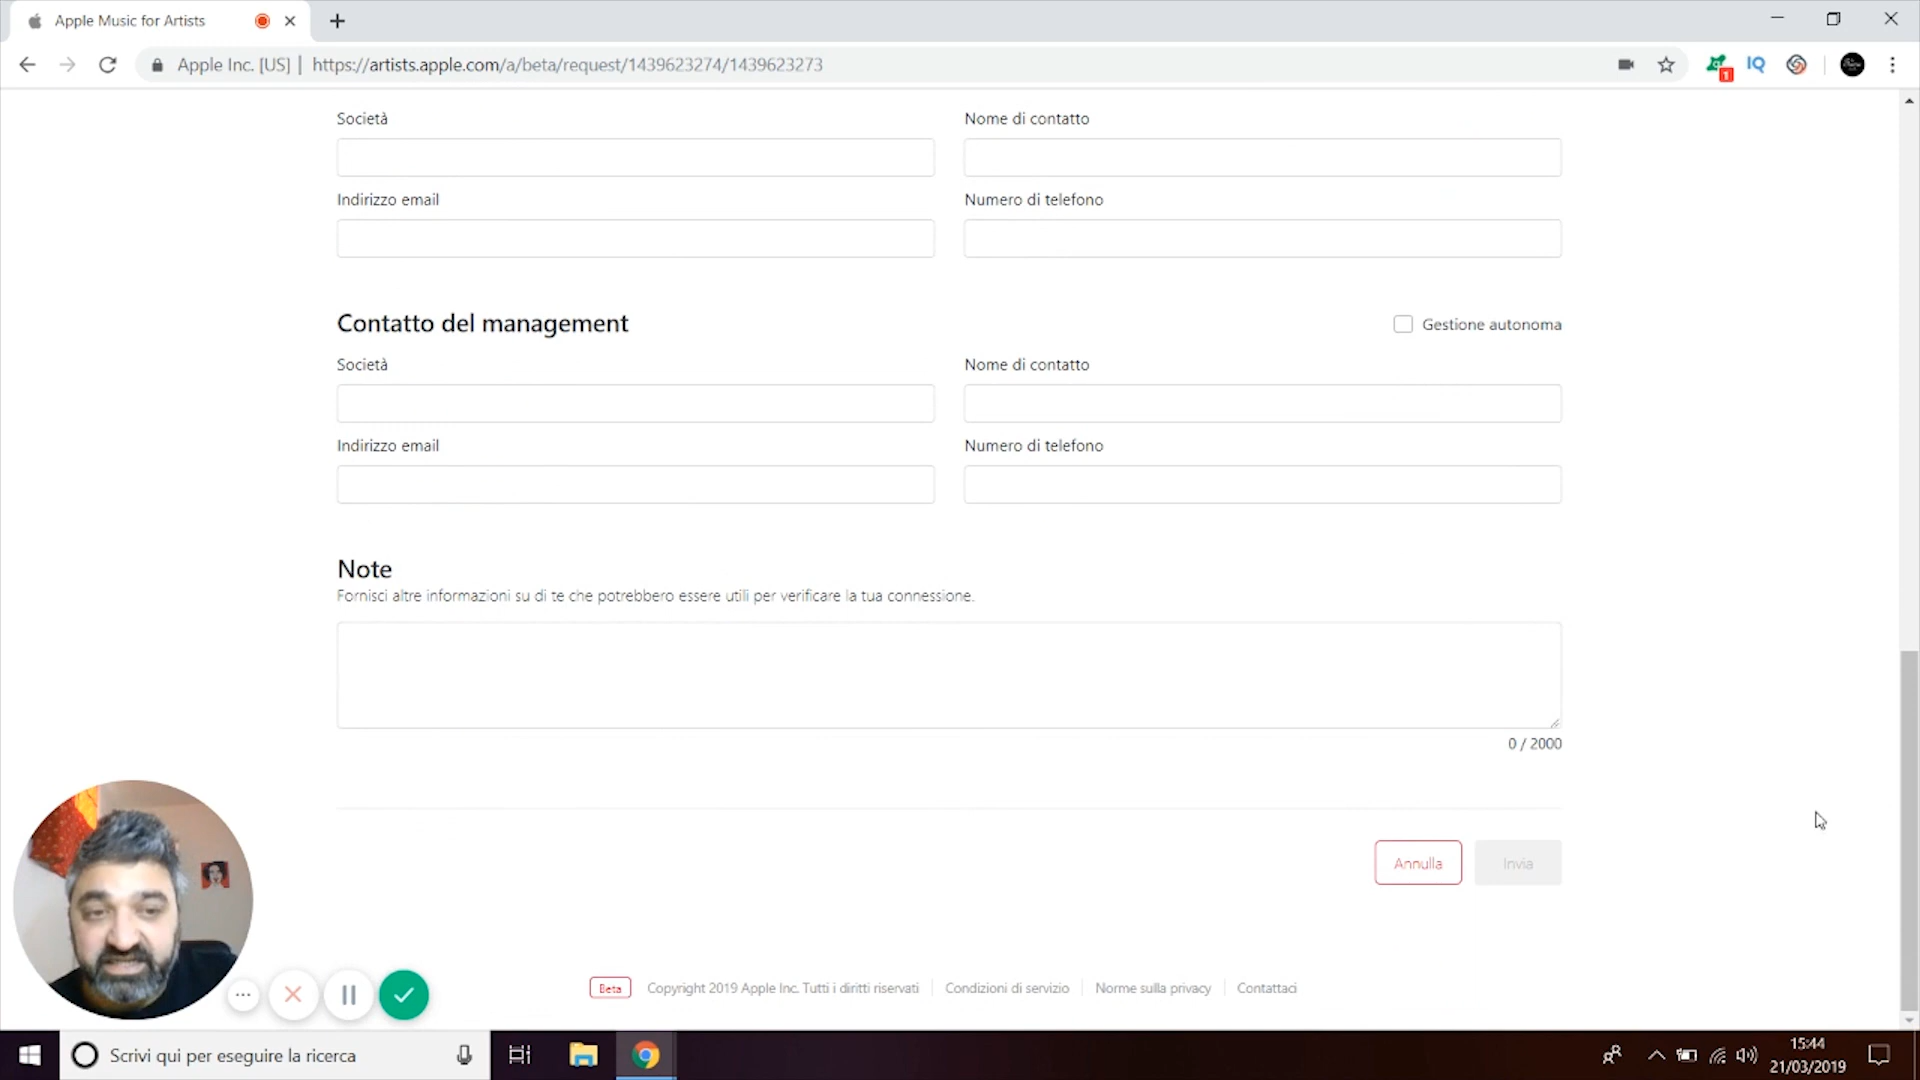 Apple Music for Artists
Apple Inc. [US] | https://artists.apple.com/a/beta/request/1439623274/1439623273
1
IQ
Società
Nome di contatto
Indirizzo email
Numero di telefono
Contatto del management
Gestione autonoma
Società
Nome di contatto
Indirizzo email
Numero di telefono
Note
Fornisci altre informazioni su di te che potrebbero essere utili per verificare la tua connessione.
0 / 2000
Annulla
Invia
Beta
Copyright 2019 Apple Inc. Tutti i diritti riservati
Condizioni di servizio
Norme sulla privacy
Contattaci
Scrivi qui per eseguire la ricerca
15:44
21/03/2019